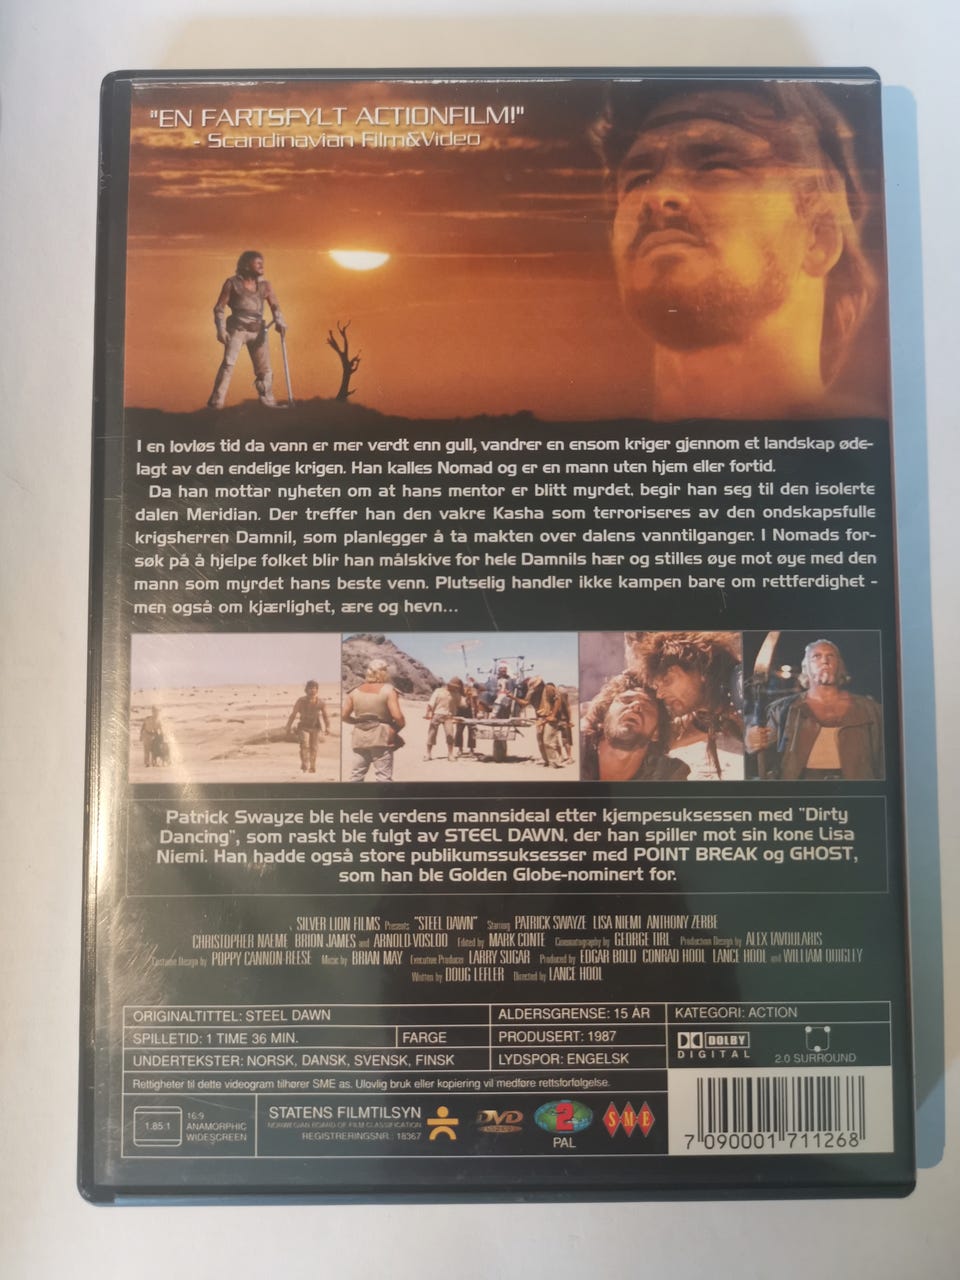 "EN FARTSFYLT ACTIONFILM!"
- Scandinavian Film&Video
I en lovløs tid da vann er mer verdt enn gull, vandrer en ensom kriger gjennom et landskap øde-
lagt av den endelige krigen. Han kalles Nomad og er en mann uten hjem eller fortid.
Da han mottar nyheten om at hans mentor er blitt myrdet, begir han seg til den isolerte
dalen Meridian. Der treffer han den vakre Kasha som terroriseres av den ondskapsfulle
krigsherren Damnil, som planlegger å ta makten over dalens vanntilganger. I Nomads for-
søk på å hjelpe folket blir han målskive for hele Damnils hær og stilles øye mot øye med den
mann som myrdet hans beste venn. Plutselig handler ikke kampen bare om rettferdighet -
men også om kjærlighet, ære og hevn...
Patrick Swayze ble hele verdens mannsideal etter kjempesuksessen med "Dirty
Dancing", som raskt ble fulgt av STEEL DAWN, der han spiller mot sin kone Lisa
Niemi. Han hadde også store publikumssuksesser med POINT BREAK og GHOST,
som han ble Golden Globe-nominert for.
SILVER LION FILMS Presents "STEEL DAWN" Starring PATRICK SWAYZE LISA NIEMI ANTHONY ZERBE
CHRISTOPHER NAEME BRION JAMES and ARNOLD VOSLOO Edited by MARK CONTE Cinematography by GEORGE TIRL Production Design by ALEX TAVOULARIS
Costume Design by POPPY CANNON-REESE Music by BRIAN MAY Executive Producer LARRY SUGAR Produced by EDGAR BOLD CONRAD HOOL LANCE HOOL and WILLIAM QUIGLEY
Written by DOUG LEFLER Directed by LANCE HOOL
ORIGINALTITTEL: STEEL DAWN
ALDERSGRENSE: 15 ÅR
KATEGORI: ACTION
SPILLETID: 1 TIME 36 MIN.
FARGE
PRODUSERT: 1987
UNDERTEKSTER: NORSK, DANSK, SVENSK, FINSK
LYDSPOR: ENGELSK
DOLBY
DIGITAL
2.0 SURROUND
Rettigheter til dette videogram tilhører SME as. Ulovlig bruk eller kopiering vil medføre rettsforfølgelse.
1.85:1
16:9
ANAMORPHIC
WIDESCREEN
STATENS FILMTILSYN
NORWEGIAN BOARD OF FILM CLASSIFICATION
REGISTRERINGSNR.: 18367
DVD
VIDEO
2
PAL
S M E
7 090001 711268